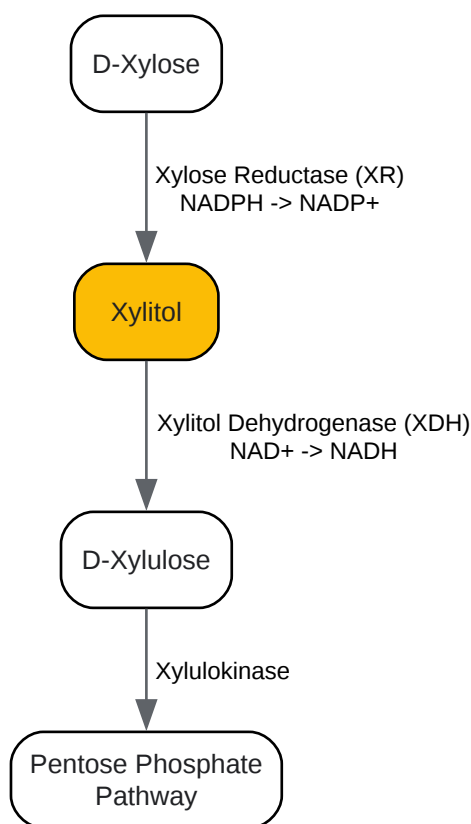 D-Xylose
Xylose Reductase (XR)
NADPH -> NADP+
Xylitol
Xylitol Dehydrogenase (XDH)
NAD+ -> NADH
D-Xylulose
Xylulokinase
Pentose Phosphate
Pathway